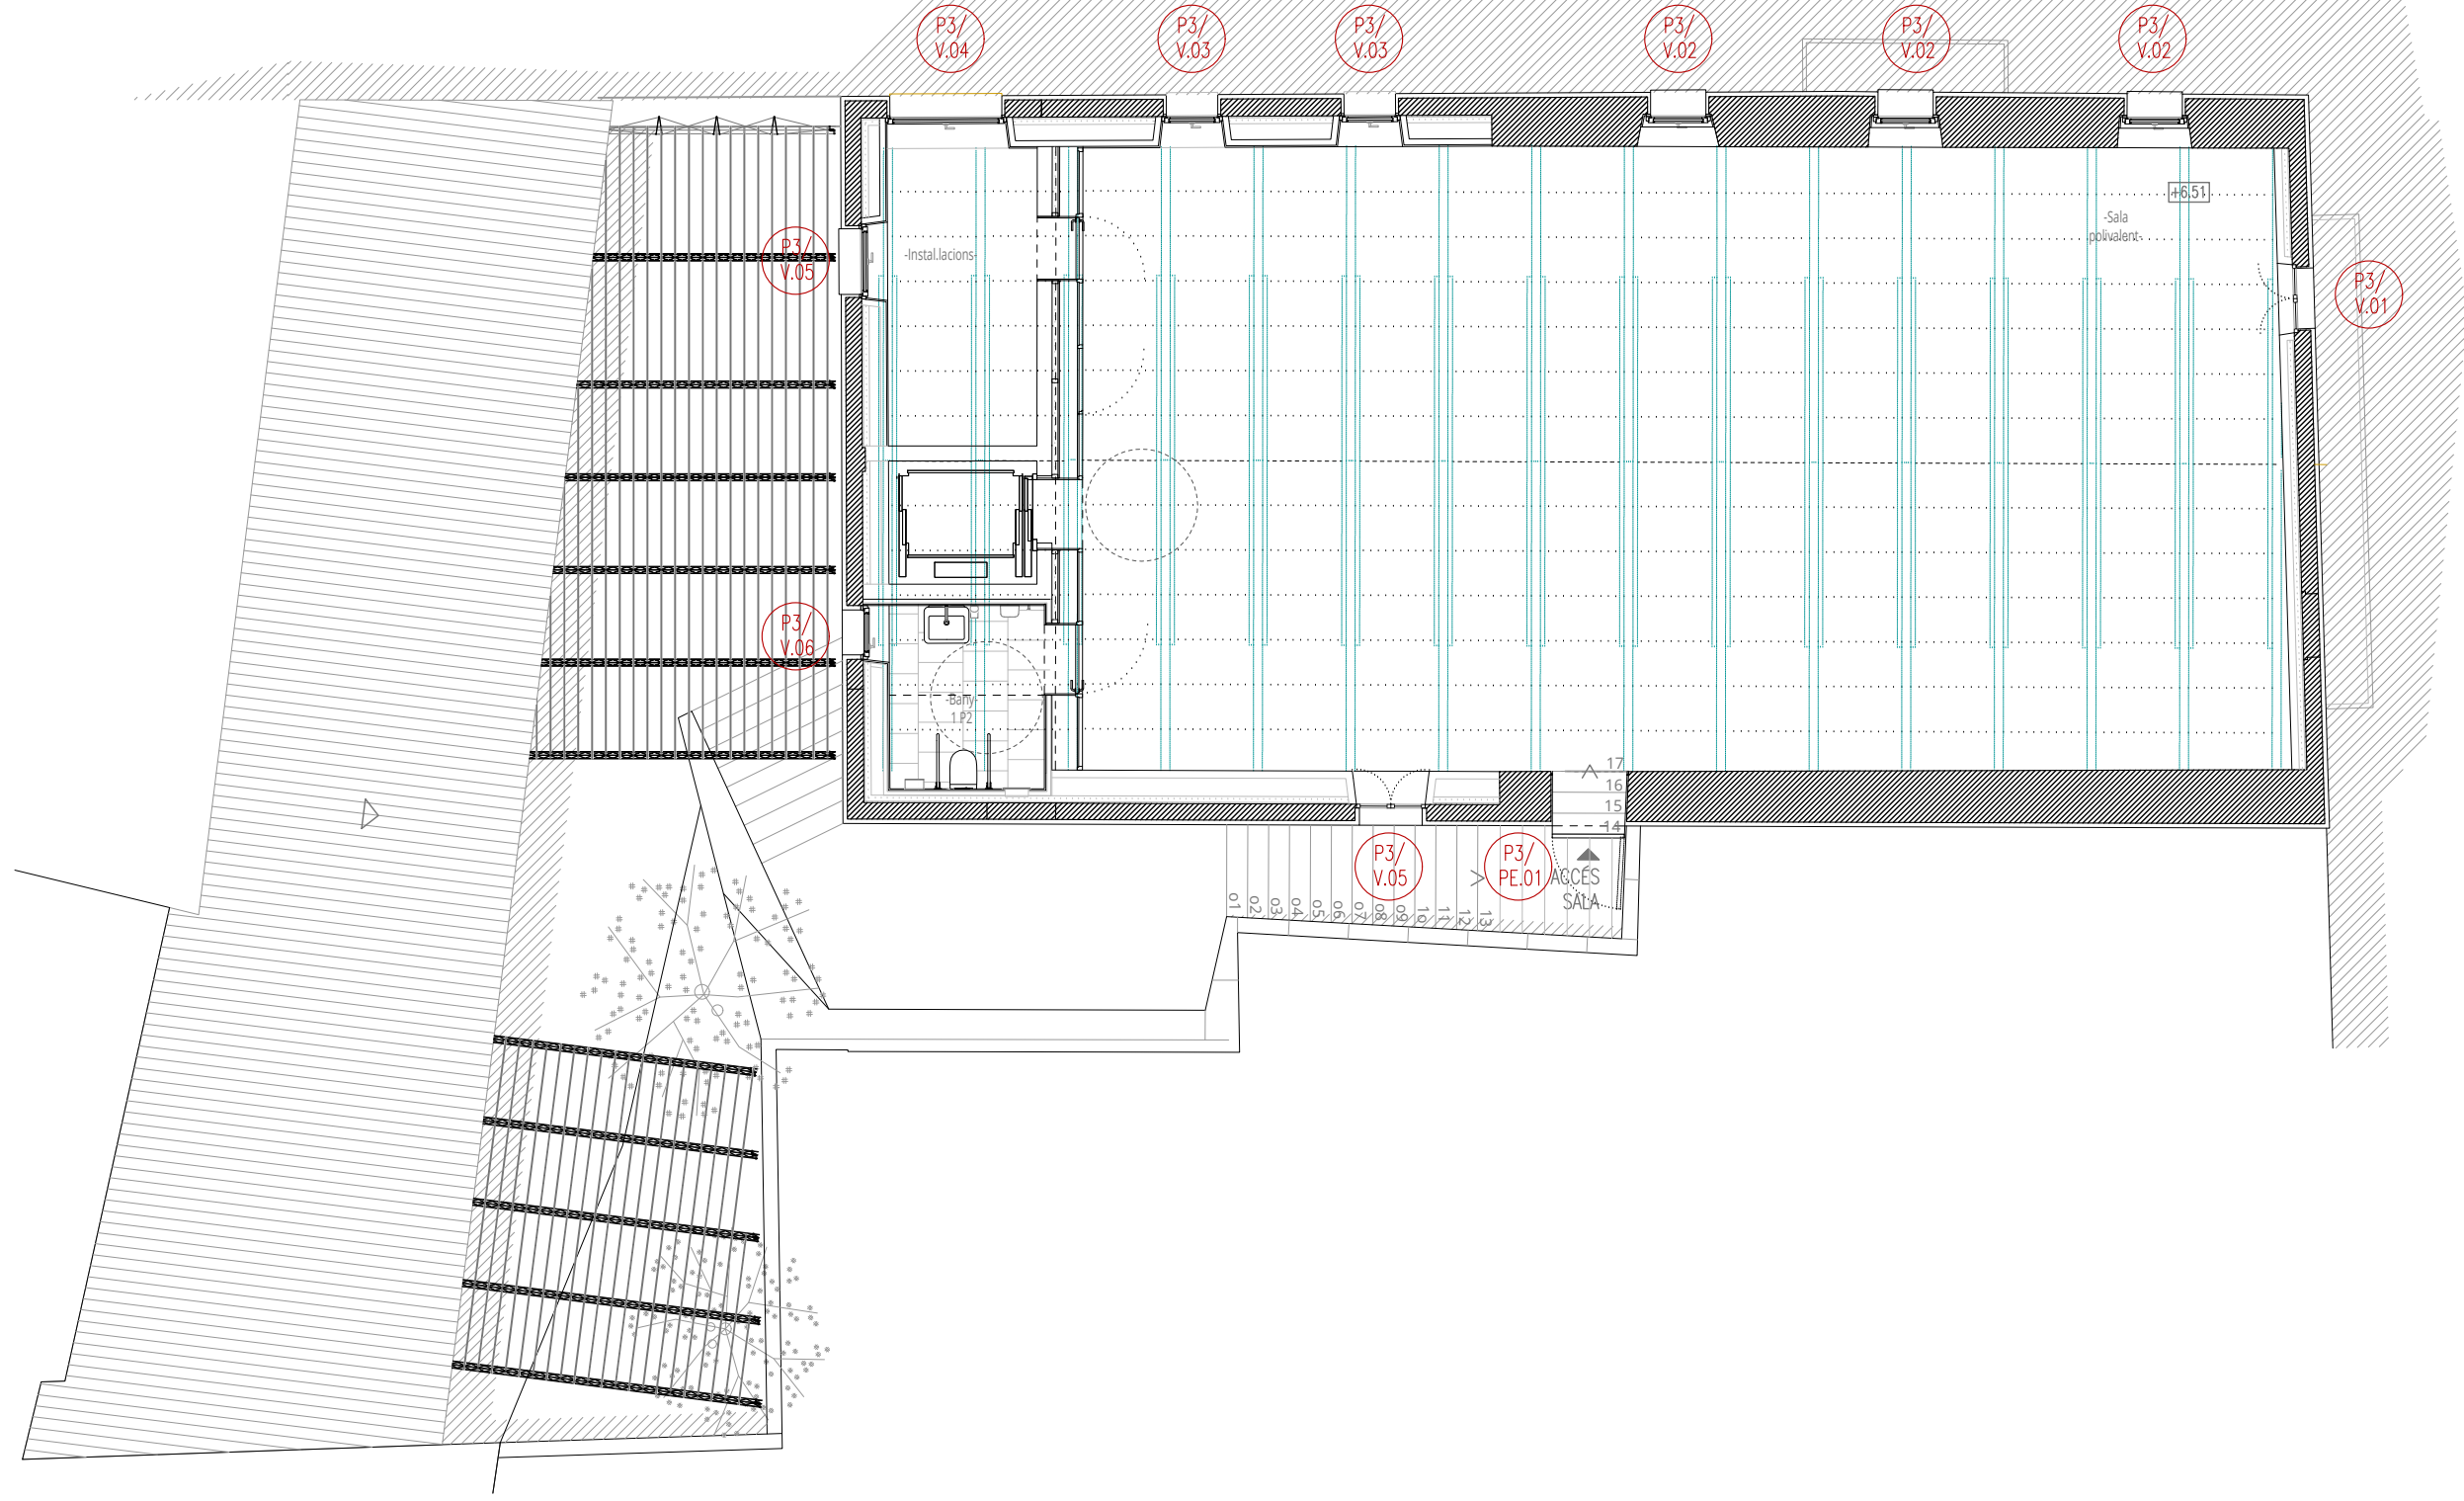 P3/
V.04
P3/
V.03
P3/
V.03
P3/
V.02
P3/
V.02
P3/
V.02
+6,51
-Sala
polivalent-
P3/
V.05
-Instal.lacions-
P3/
V.01
P3/
V.06
-Bany-
1 P2
17
16
15
14
P3/
V.05
P3/
PE.01
ACCÉS
SALA
01
02
03
04
05
06
07
08
09
10
11
12
13